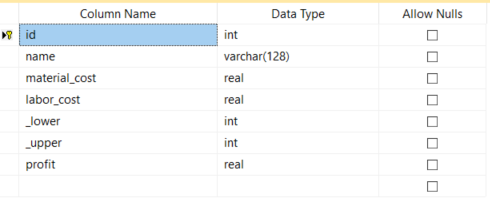 Column Name Data Type Allow Nulls
id int
name varchar(128)
material_cost real
labor_cost real
_lower int
_upper int
profit real